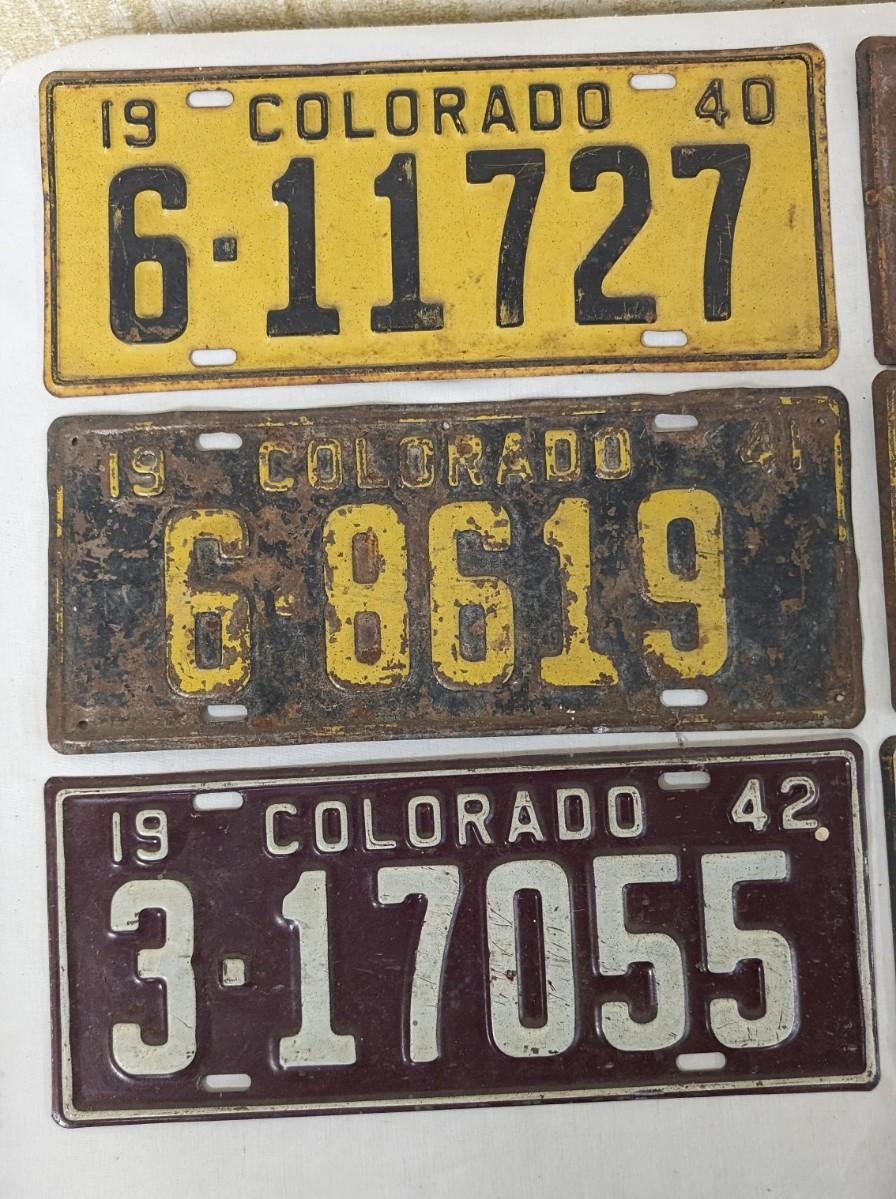 19 COLORADO 40
6·11727
19 COLORADO 41
6-8619
19 COLORADO 42
3·17055